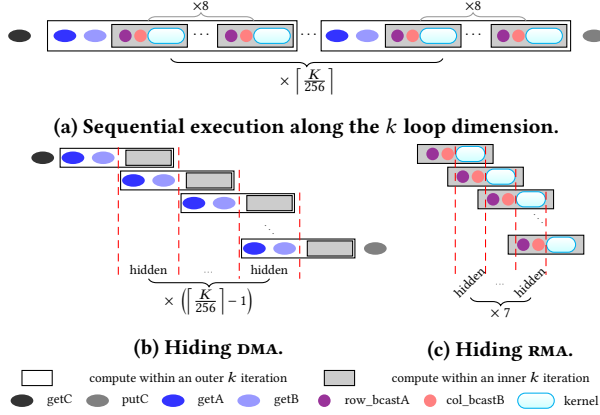 ×8 ×8
··· ··· ···
× ⌈K/256⌉
(a) Sequential execution along the k loop dimension.
hidden ... hidden
× (⌈K/256⌉ − 1)
(b) Hiding DMA.
hidden ... hidden
× 7
(c) Hiding RMA.
compute within an outer k iteration compute within an inner k iteration
getC putC getA getB row_bcastA col_bcastB kernel